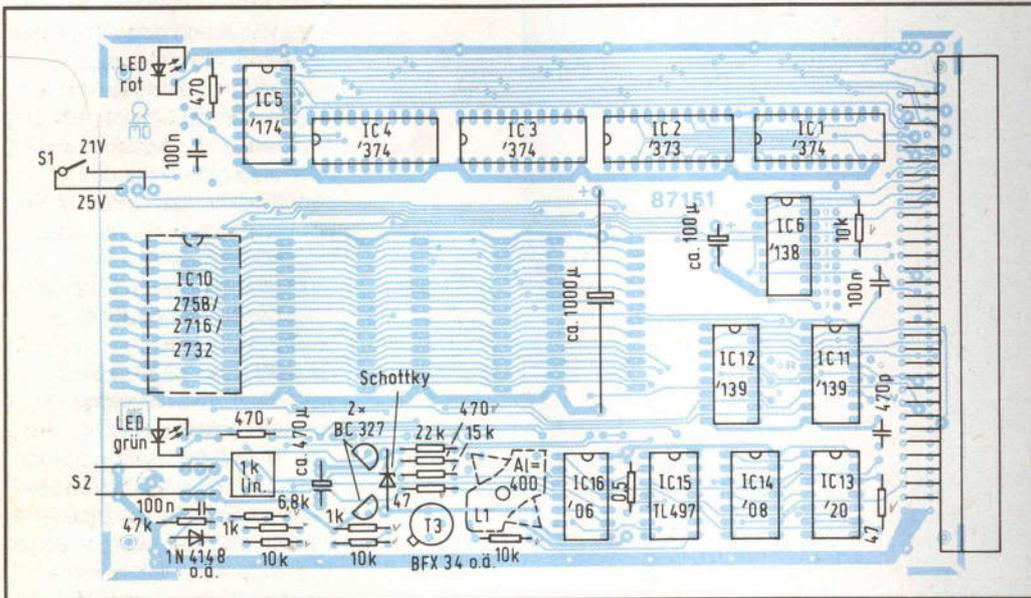 LED
rot
470
100n
IC5
'174
IC4
'374
IC3
'374
IC2
'373
IC1
'374
S1
21V
25V
87151
ca. 100µ
IC6
'138
10k
100n
IC10
2758/
2716/
2732
ca. 1000µ
IC12
'139
IC11
'139
470p
Schottky
LED
grün
470
ca. 470µ
2×
BC 327
470
22k
15k
47
S2
1k
Lin.
100n
47k
1k
6,8k
10k
1k
10k
1N 4148
o.ä.
T3
BFX 34 o.ä.
L1
Al=
400
10k
IC16
'06
0,5
IC15
TL497
IC14
'08
IC13
'20
47